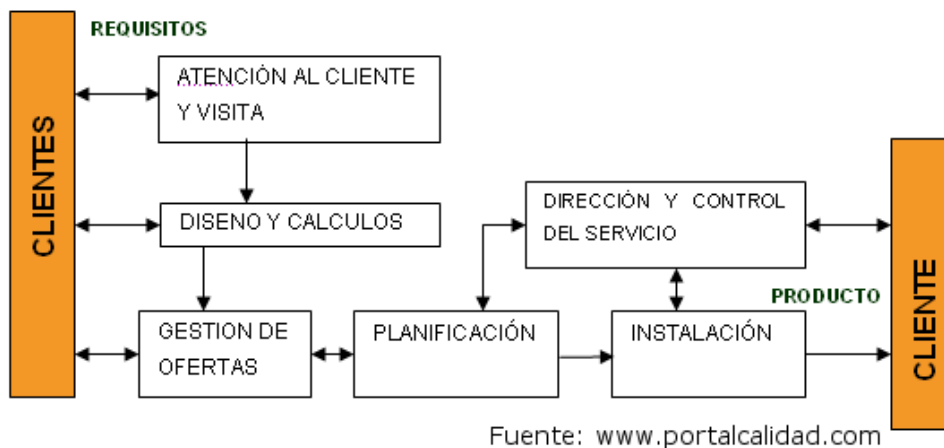 REQUISITOS
CLIENTES
ATENCIÓN AL CLIENTE
Y VISITA
DISENO Y CALCULOS
GESTION DE
OFERTAS
PLANIFICACIÓN
DIRECCIÓN Y CONTROL
DEL SERVICIO
INSTALACIÓN
PRODUCTO
CLIENTE
Fuente: www.portalcalidad.com